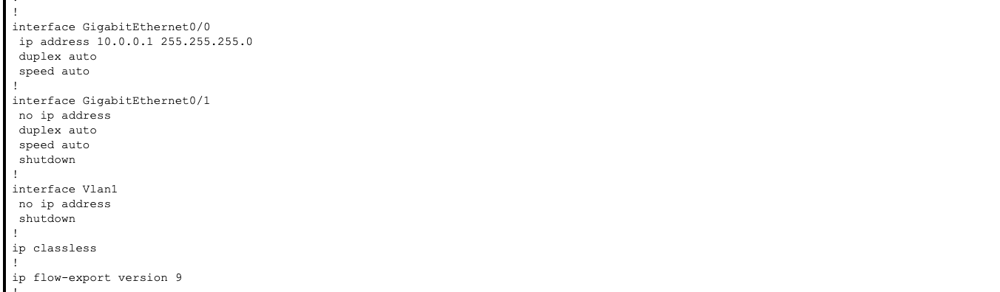 !
interface GigabitEthernet0/0
 ip address 10.0.0.1 255.255.255.0
 duplex auto
 speed auto
!
interface GigabitEthernet0/1
 no ip address
 duplex auto
 speed auto
 shutdown
!
interface Vlan1
 no ip address
 shutdown
!
ip classless
!
ip flow-export version 9
!